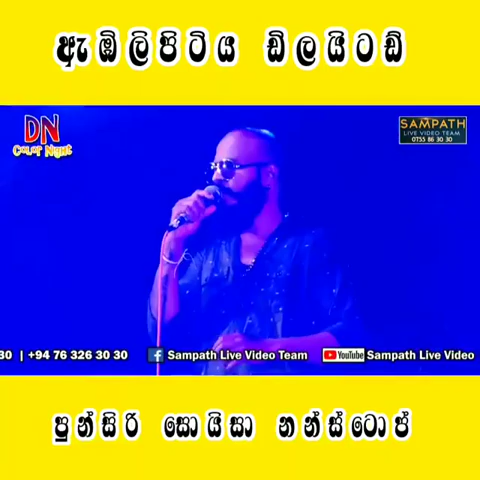 ඇඹිලිපිටිය ඩිලයිටඩ්
DN
Color Night
SAMPATH
LIVE VIDEO TEAM
0755 86 30 30
30 | +94 76 326 30 30 f Sampath Live Video Team YouTube Sampath Live Video
පුන්සිරි සොයිසා නන්ස්ටොප්